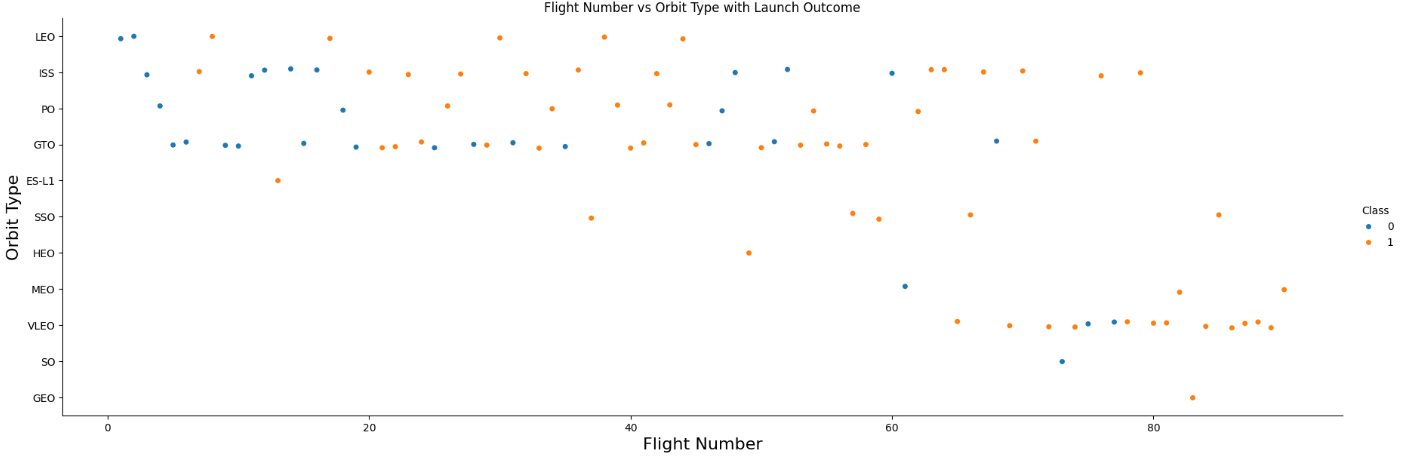 Flight Number vs Orbit Type with Launch Outcome
Orbit Type
LEO
ISS
PO
GTO
ES-L1
SSO
HEO
MEO
VLEO
SO
GEO
0 20 40 60 80
Flight Number
Class
0
1